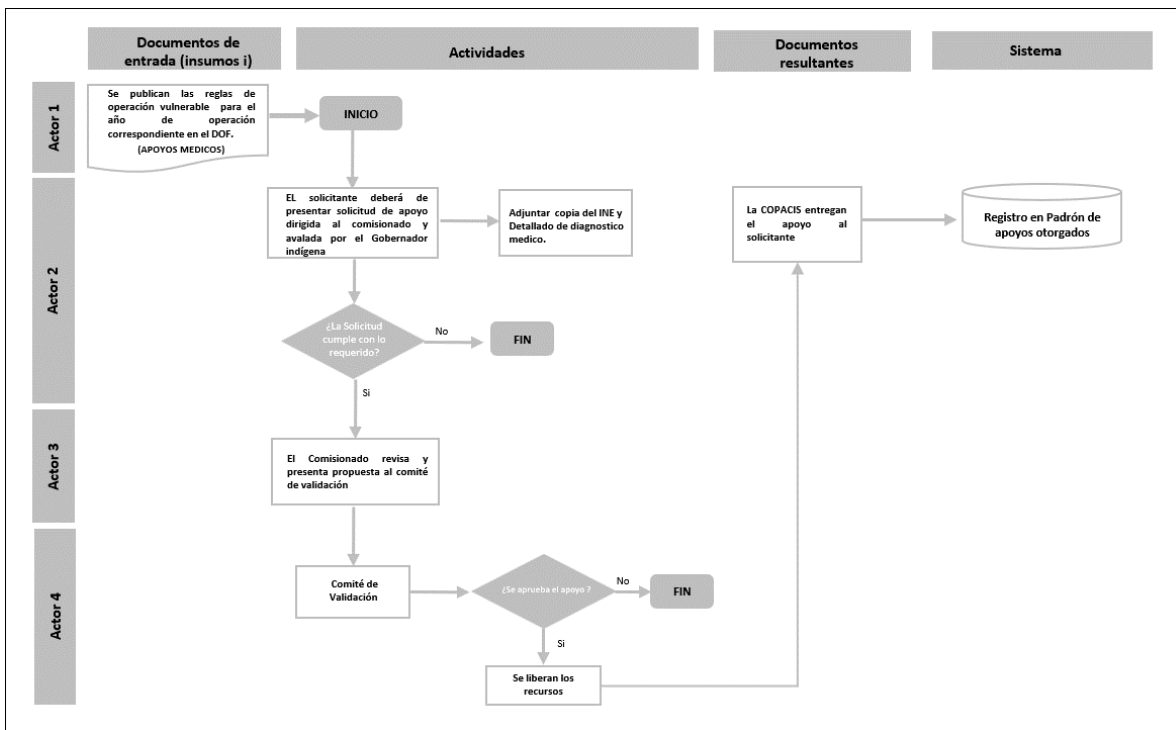 Documentos de
entrada (insumos i)
Actividades
Documentos
resultantes
Sistema
Actor 1
Se publican las reglas de
operación vulnerable para el
año de operación
correspondiente en el DOF.
(APOYOS MEDICOS)
INICIO
Actor 2
EL solicitante deberá de
presentar solicitud de apoyo
dirigida al comisionado y
avalada por el Gobernador
indígena
Adjuntar copia del INE y
Detallado de diagnostico
medico.
La COPACIS entregan
el apoyo al
solicitante
Registro en Padrón de
apoyos otorgados
¿La Solicitud
cumple con lo
requerido?
No
FIN
Si
Actor 3
El Comisionado revisa y
presenta propuesta al comité
de validación
Actor 4
Comité de
Validación
¿Se aprueba el apoyo ?
No
FIN
Si
Se liberan los
recursos